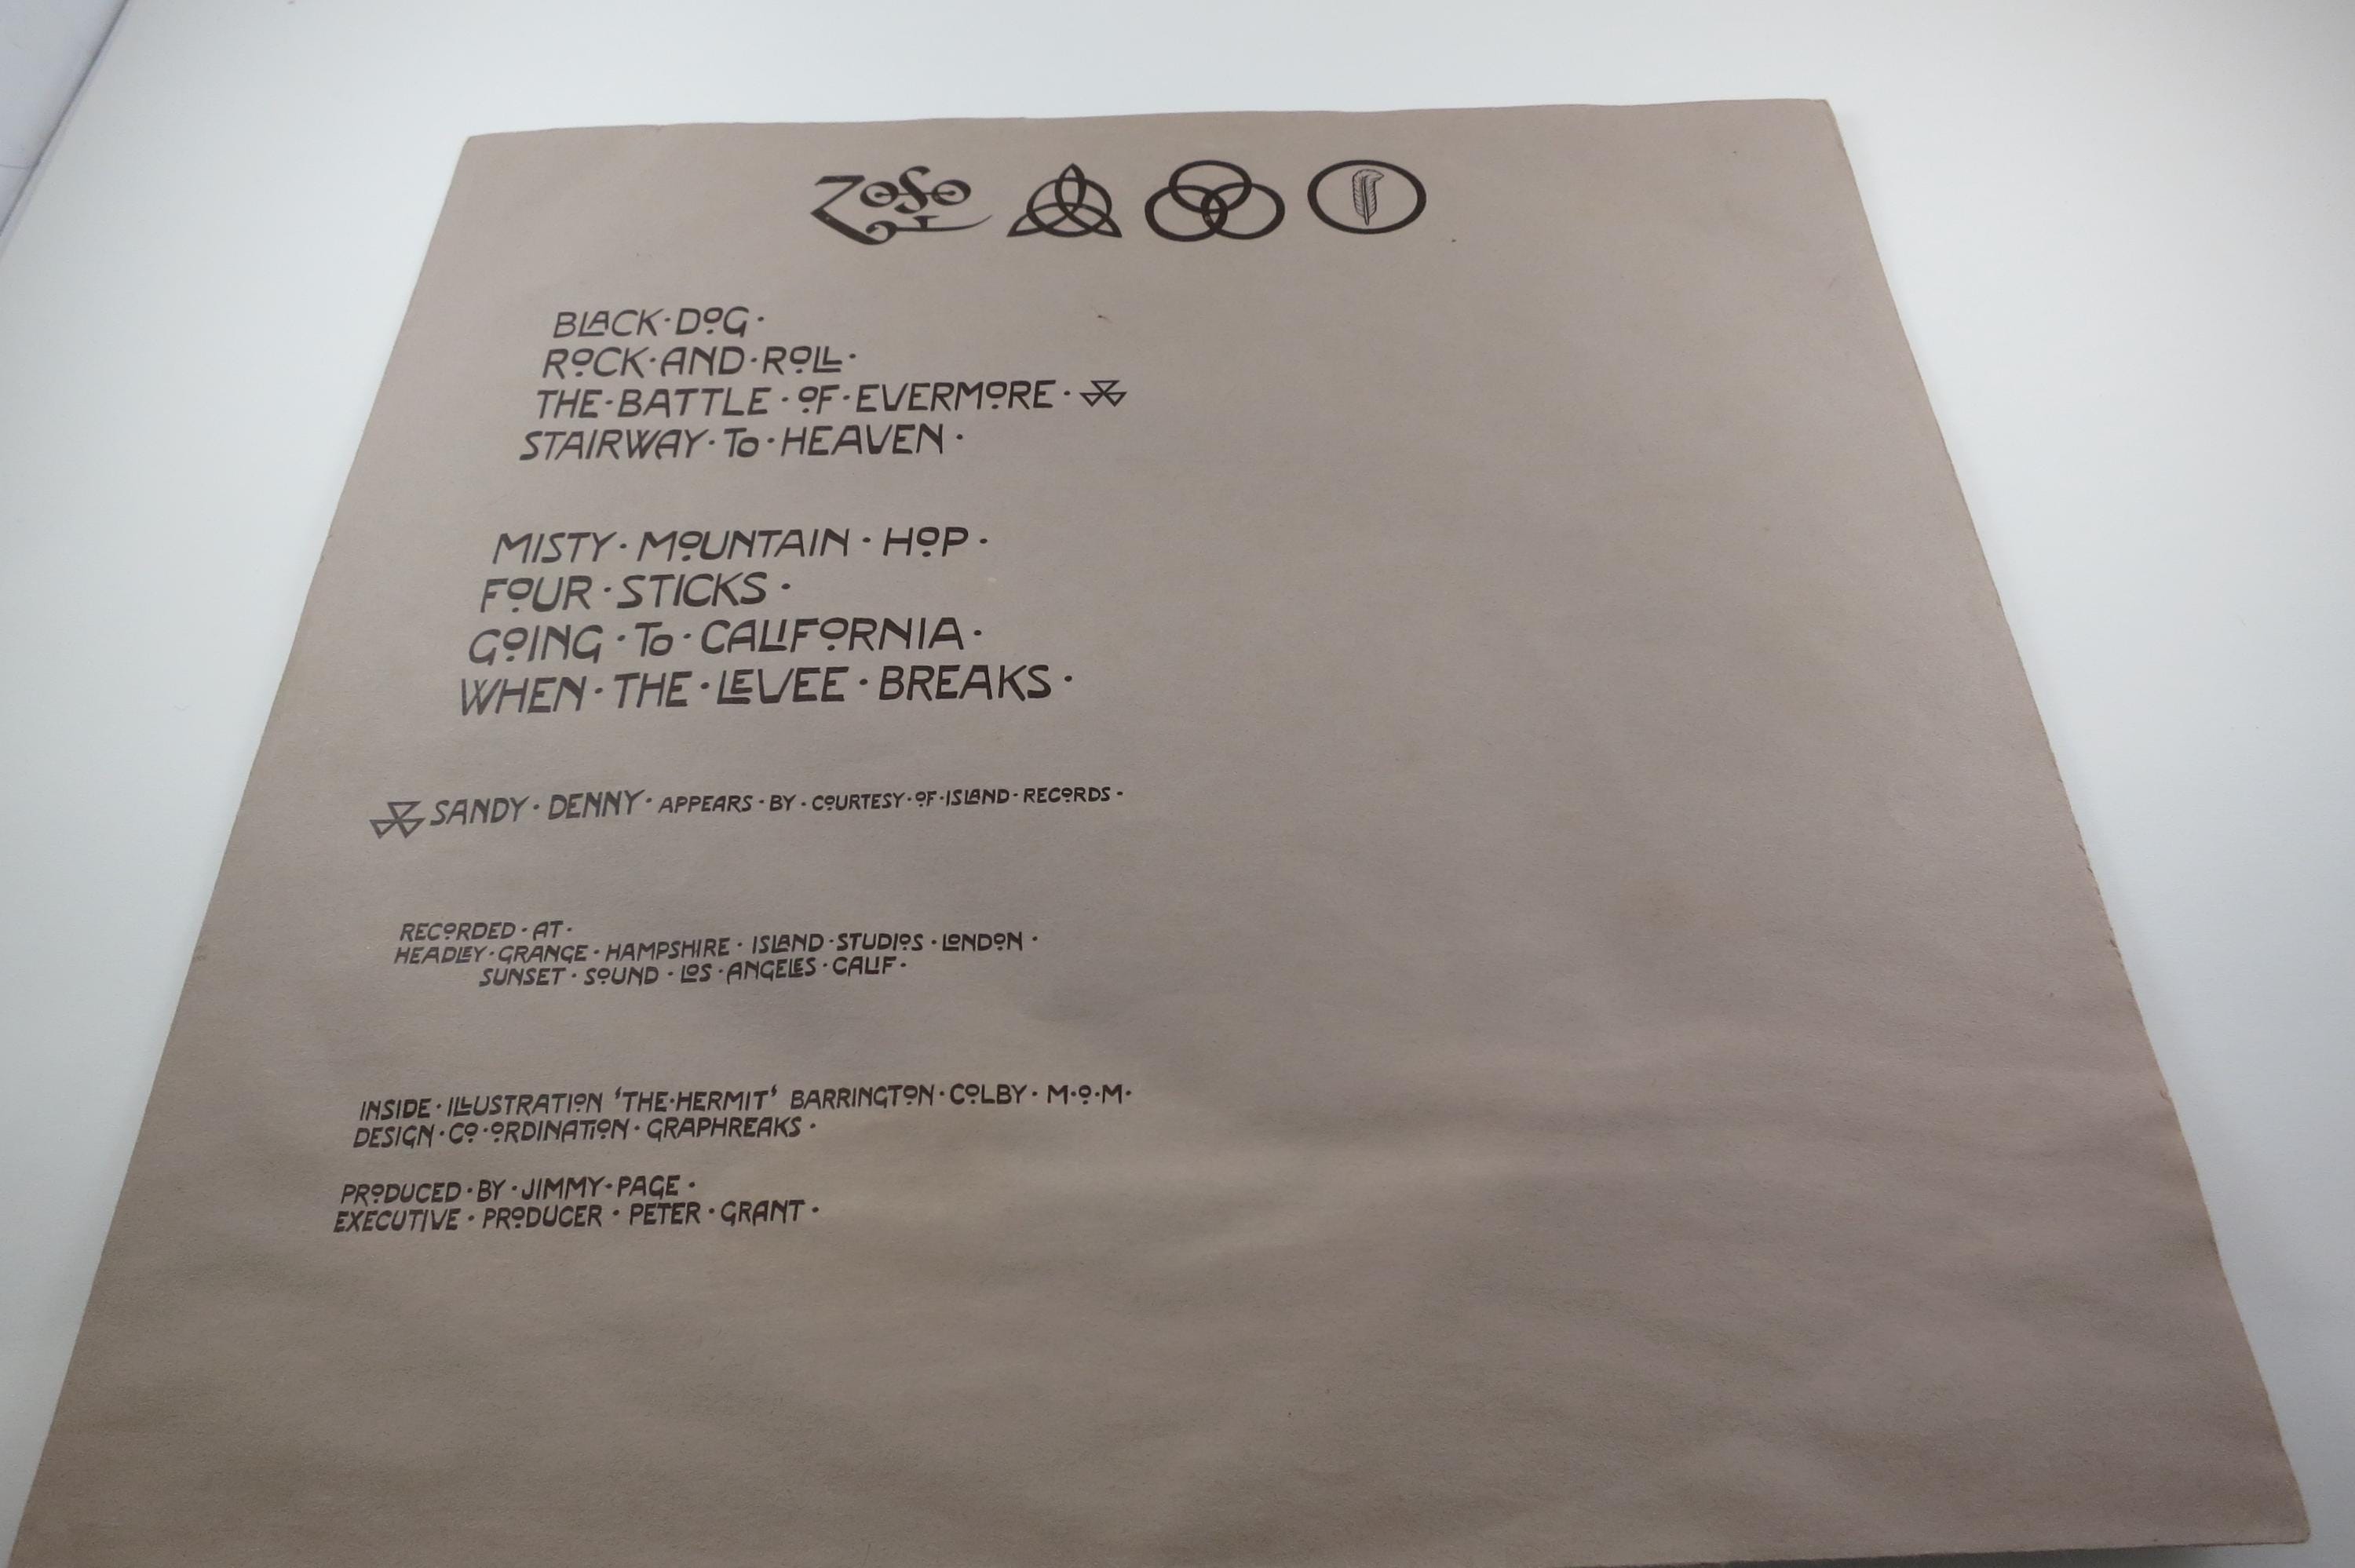 ZOSO
BLACK·DOG·
ROCK·AND·ROLL·
THE·BATTLE·OF·EVERMORE·
STAIRWAY·TO·HEAVEN·
MISTY·MOUNTAIN·HOP·
FOUR·STICKS·
GOING·TO·CALIFORNIA·
WHEN·THE·LEVEE·BREAKS·
SANDY·DENNY·APPEARS·BY·COURTESY·OF·ISLAND·RECORDS·
RECORDED·AT·
HEADLEY·GRANGE·HAMPSHIRE·ISLAND·STUDIOS·LONDON·
SUNSET·SOUND·LOS·ANGELES·CALIF·
INSIDE·ILLUSTRATION 'THE·HERMIT' BARRINGTON·COLBY·M·O·M·
DESIGN·CO·ORDINATION·GRAPHREAKS·
PRODUCED·BY·JIMMY·PAGE·
EXECUTIVE·PRODUCER·PETER·GRANT·